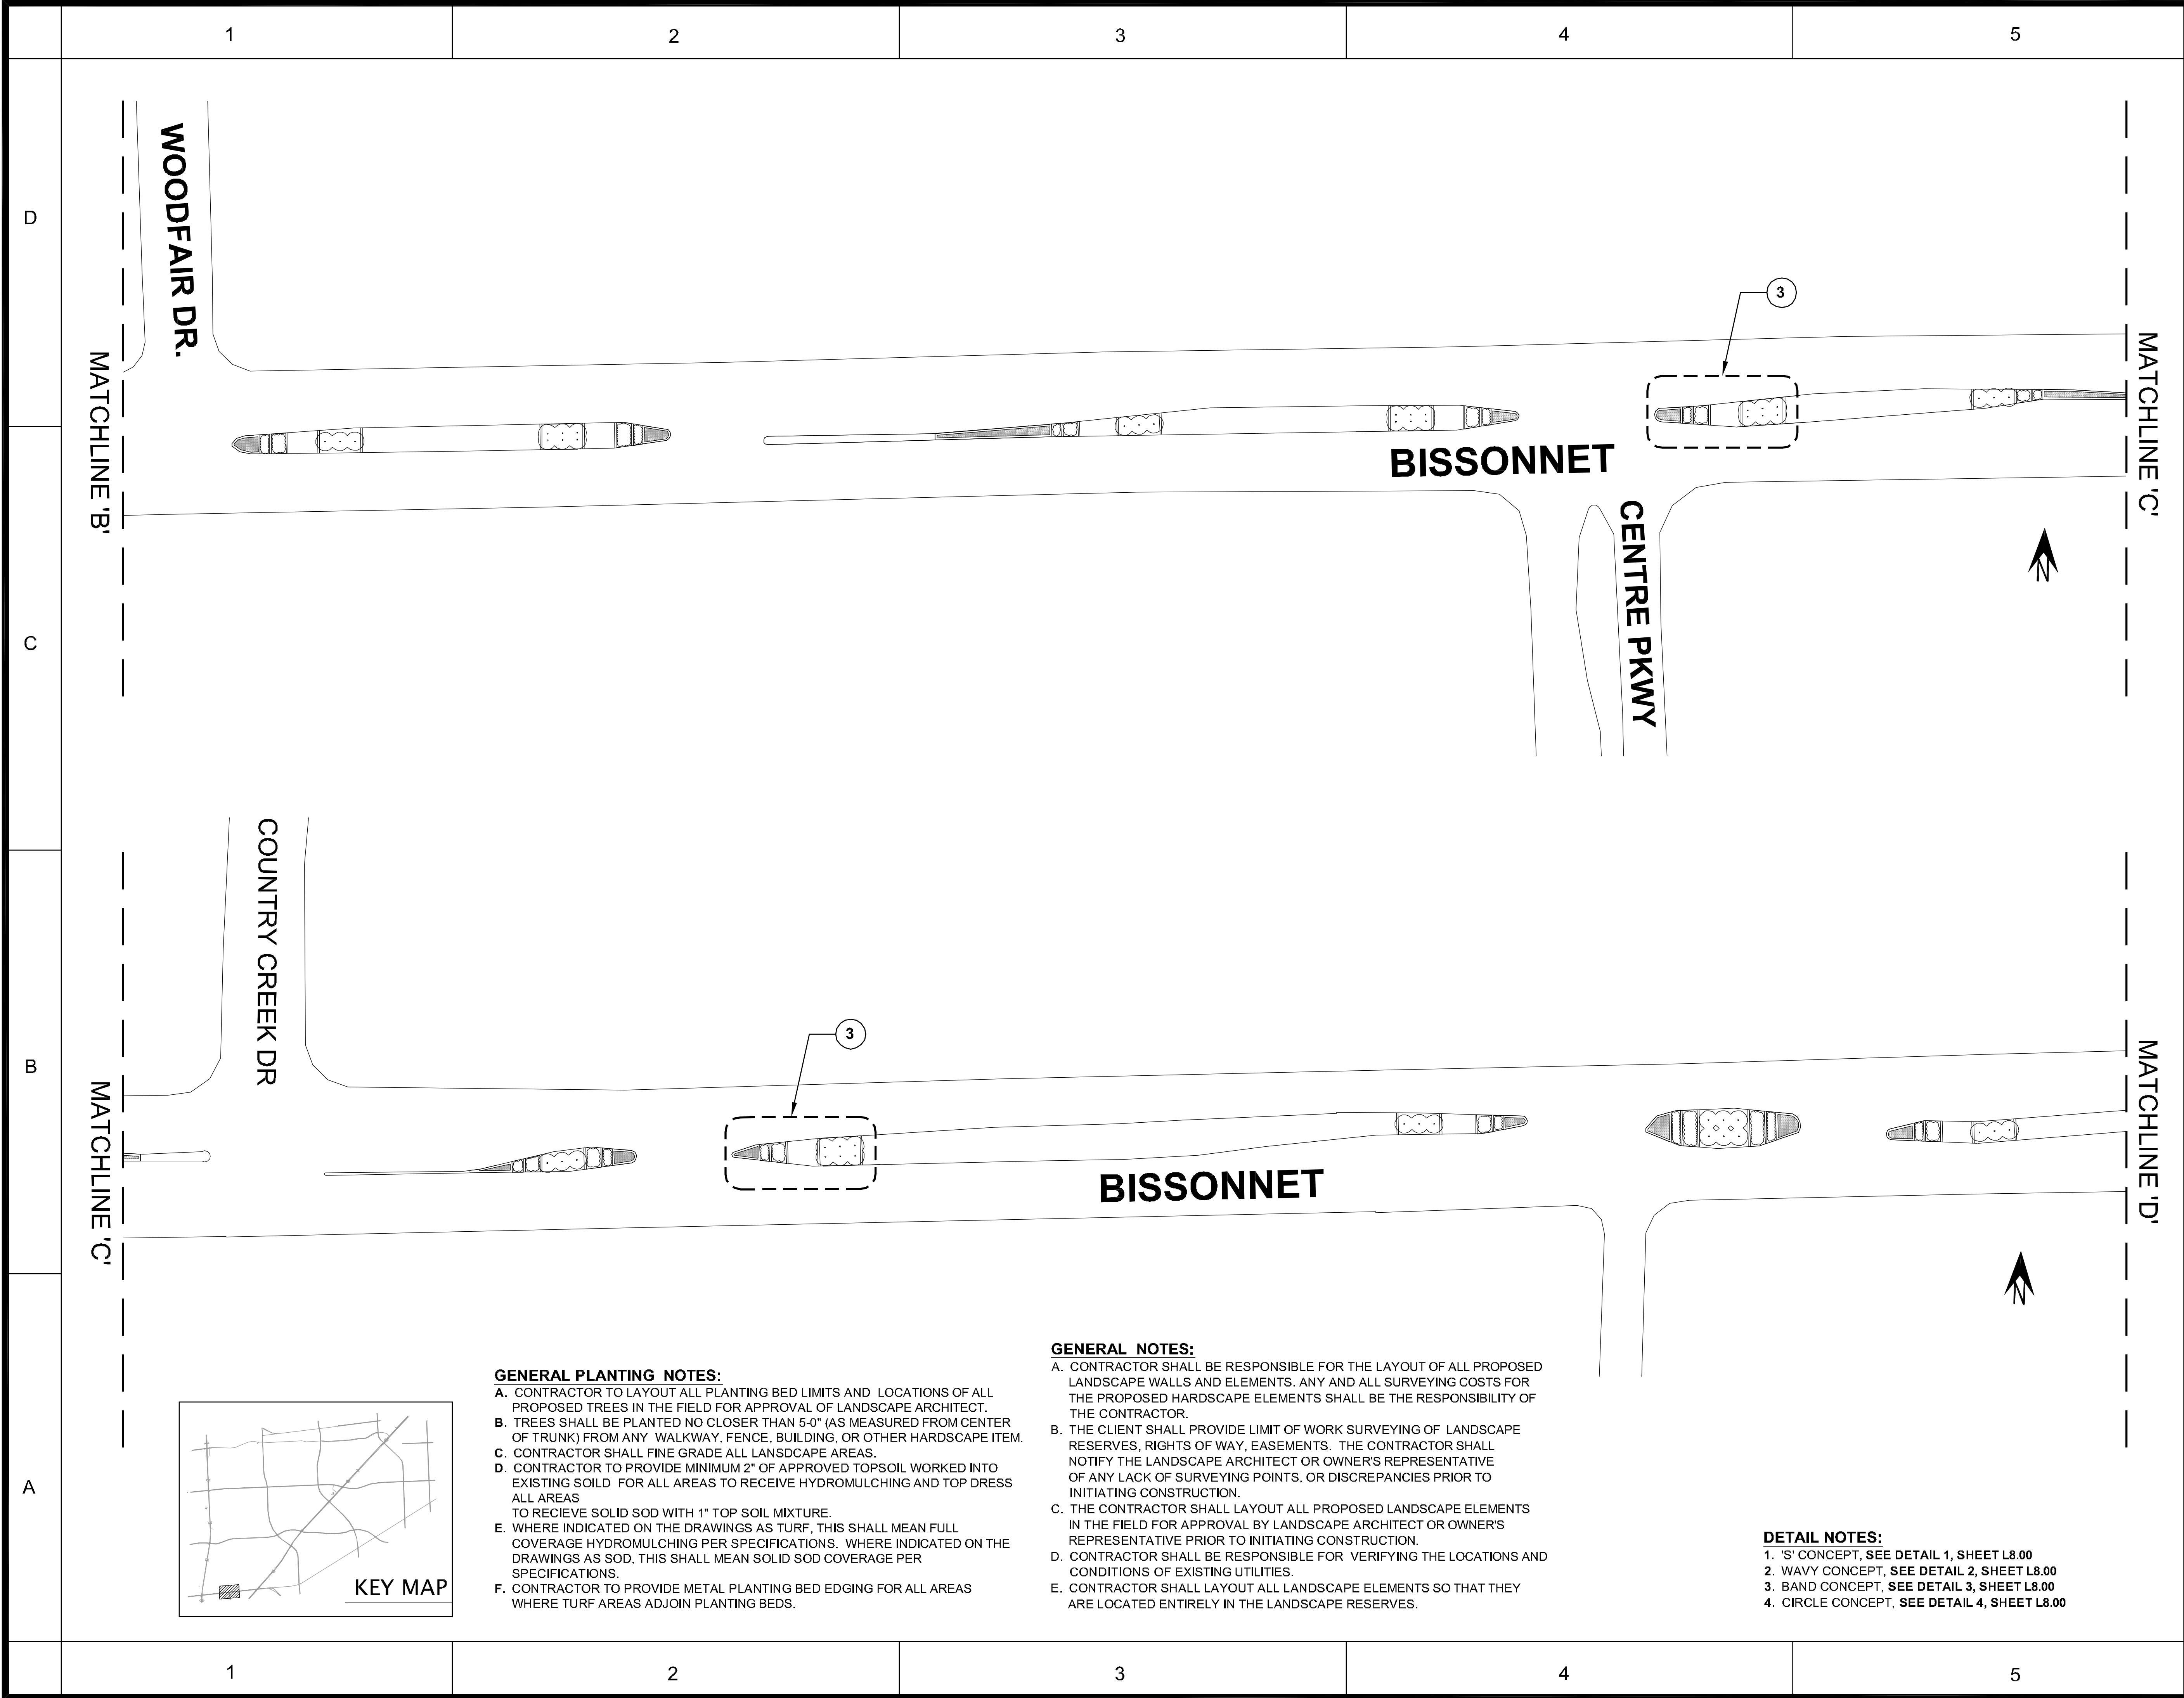 1 2 3 4 5
D
WOODFAIR DR.
3
MATCHLINE 'B'
MATCHLINE 'C'
BISSONNET
CENTRE PKWY
N
C
COUNTRY CREEK DR
3
B
MATCHLINE 'C'
MATCHLINE 'D'
BISSONNET
N
A
KEY MAP
GENERAL PLANTING NOTES:
A. CONTRACTOR TO LAYOUT ALL PLANTING BED LIMITS AND LOCATIONS OF ALL
PROPOSED TREES IN THE FIELD FOR APPROVAL OF LANDSCAPE ARCHITECT.
B. TREES SHALL BE PLANTED NO CLOSER THAN 5-0" (AS MEASURED FROM CENTER
OF TRUNK) FROM ANY WALKWAY, FENCE, BUILDING, OR OTHER HARDSCAPE ITEM.
C. CONTRACTOR SHALL FINE GRADE ALL LANSDCAPE AREAS.
D. CONTRACTOR TO PROVIDE MINIMUM 2" OF APPROVED TOPSOIL WORKED INTO
EXISTING SOILD FOR ALL AREAS TO RECEIVE HYDROMULCHING AND TOP DRESS
ALL AREAS
TO RECIEVE SOLID SOD WITH 1" TOP SOIL MIXTURE.
E. WHERE INDICATED ON THE DRAWINGS AS TURF, THIS SHALL MEAN FULL
COVERAGE HYDROMULCHING PER SPECIFICATIONS. WHERE INDICATED ON THE
DRAWINGS AS SOD, THIS SHALL MEAN SOLID SOD COVERAGE PER
SPECIFICATIONS.
F. CONTRACTOR TO PROVIDE METAL PLANTING BED EDGING FOR ALL AREAS
WHERE TURF AREAS ADJOIN PLANTING BEDS.
GENERAL NOTES:
A. CONTRACTOR SHALL BE RESPONSIBLE FOR THE LAYOUT OF ALL PROPOSED
LANDSCAPE WALLS AND ELEMENTS. ANY AND ALL SURVEYING COSTS FOR
THE PROPOSED HARDSCAPE ELEMENTS SHALL BE THE RESPONSIBILITY OF
THE CONTRACTOR.
B. THE CLIENT SHALL PROVIDE LIMIT OF WORK SURVEYING OF LANDSCAPE
RESERVES, RIGHTS OF WAY, EASEMENTS. THE CONTRACTOR SHALL
NOTIFY THE LANDSCAPE ARCHITECT OR OWNER'S REPRESENTATIVE
OF ANY LACK OF SURVEYING POINTS, OR DISCREPANCIES PRIOR TO
INITIATING CONSTRUCTION.
C. THE CONTRACTOR SHALL LAYOUT ALL PROPOSED LANDSCAPE ELEMENTS
IN THE FIELD FOR APPROVAL BY LANDSCAPE ARCHITECT OR OWNER'S
REPRESENTATIVE PRIOR TO INITIATING CONSTRUCTION.
D. CONTRACTOR SHALL BE RESPONSIBLE FOR VERIFYING THE LOCATIONS AND
CONDITIONS OF EXISTING UTILITIES.
E. CONTRACTOR SHALL LAYOUT ALL LANDSCAPE ELEMENTS SO THAT THEY
ARE LOCATED ENTIRELY IN THE LANDSCAPE RESERVES.
DETAIL NOTES:
1. 'S' CONCEPT, SEE DETAIL 1, SHEET L8.00
2. WAVY CONCEPT, SEE DETAIL 2, SHEET L8.00
3. BAND CONCEPT, SEE DETAIL 3, SHEET L8.00
4. CIRCLE CONCEPT, SEE DETAIL 4, SHEET L8.00
1 2 3 4 5